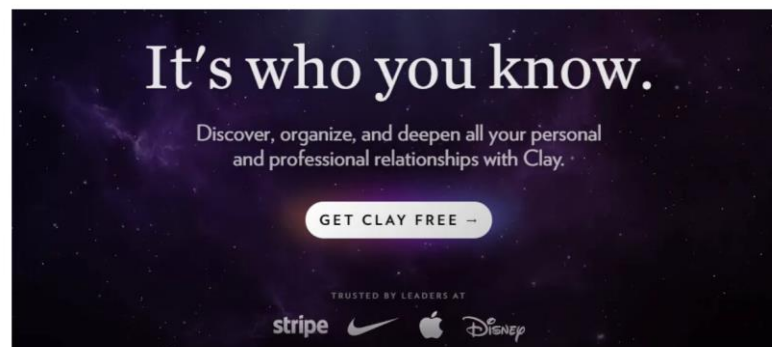 It's who you know.
Discover, organize, and deepen all your personal
and professional relationships with Clay.
GET CLAY FREE →
TRUSTED BY LEADERS AT
stripe Disney